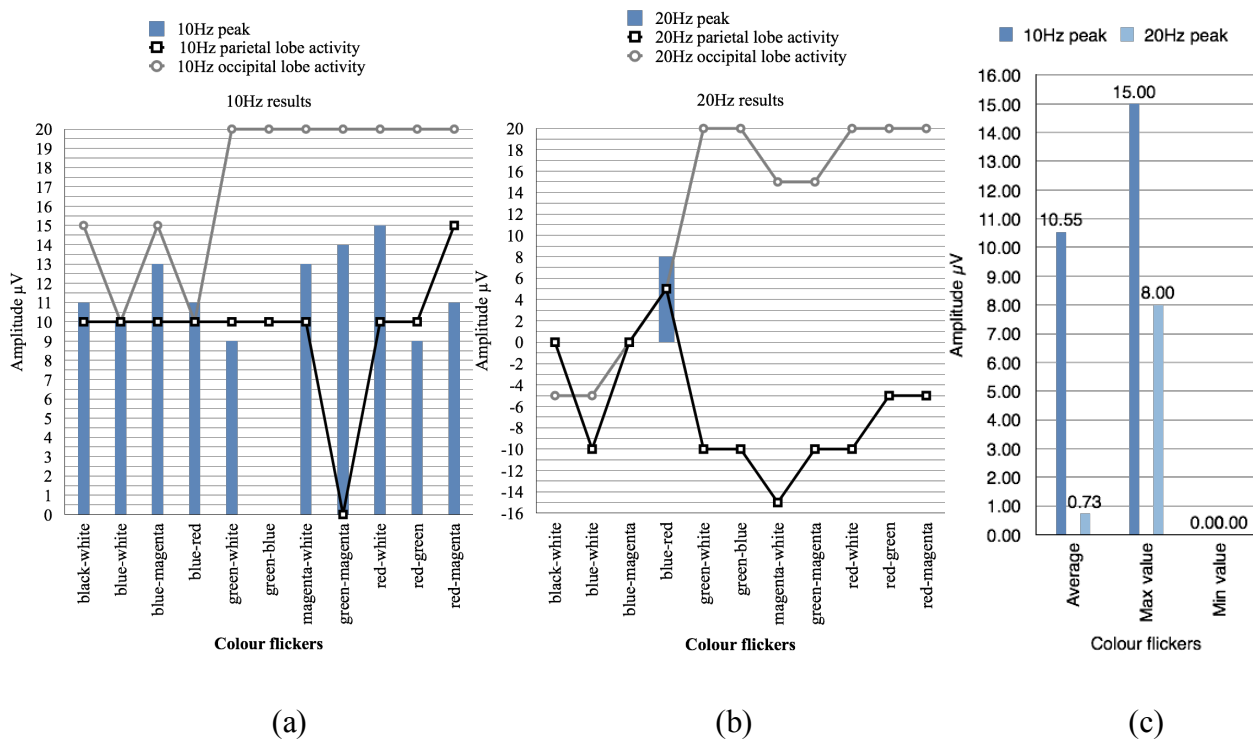 10Hz peak
10Hz parietal lobe activity
10Hz occipital lobe activity
10Hz results
20
19
18
17
16
15
14
13
12
11
10
9
8
7
6
5
4
3
2
1
0
Amplitude µV
black-white
blue-white
blue-magenta
blue-red
green-white
green-blue
magenta-white
green-magenta
red-white
red-green
red-magenta
Colour flickers
(a)
20Hz peak
20Hz parietal lobe activity
20Hz occipital lobe activity
20Hz results
20
18
16
14
12
10
8
6
4
2
0
-2
-4
-6
-8
-10
-12
-14
-16
Amplitude µV
black-white
blue-white
blue-magenta
blue-red
green-white
green-blue
magenta-white
green-magenta
red-white
red-green
red-magenta
Colour flickers
(b)
10Hz peak 20Hz peak
16.00
15.00
14.00
13.00
12.00
11.00
10.00
9.00
8.00
7.00
6.00
5.00
4.00
3.00
2.00
1.00
0.00
Amplitude µV
10.55
0.73
15.00
8.00
0.00 0.00
Average
Max value
Min value
Colour flickers
(c)